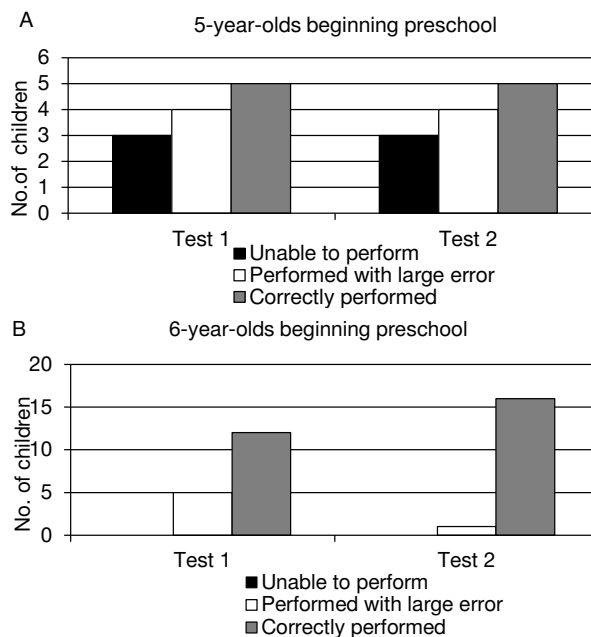 A
5-year-olds beginning preschool
No.of children
6
5
4
3
2
1
0
Test 1
Test 2
Unable to perform
Performed with large error
Correctly performed
B
6-year-olds beginning preschool
No. of children
20
15
10
5
0
Test 1
Test 2
Unable to perform
Performed with large error
Correctly performed